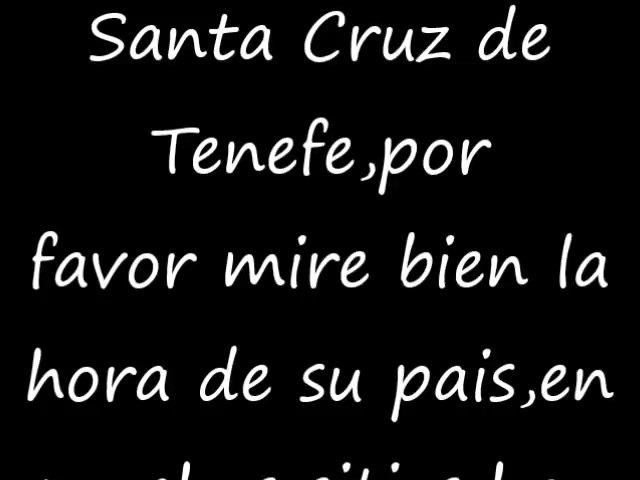 Santa Cruz de
Tenefe,por
favor mire bien la
hora de su pais,en